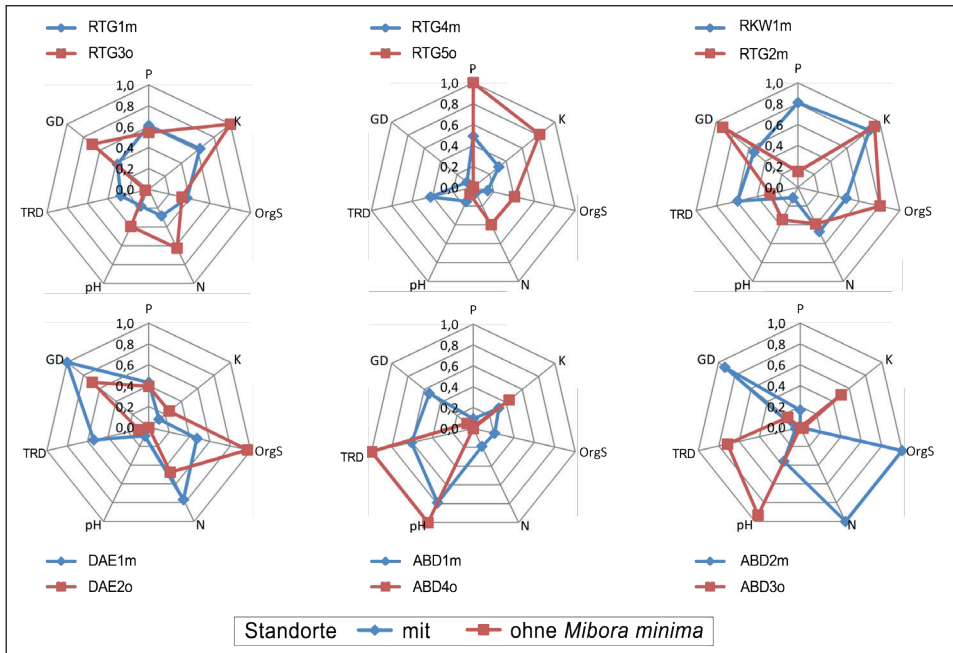 RTG1m
RTG3o
P
1,0
0,8
0,6
0,4
0,2
0,0
K
OrgS
N
pH
TRD
GD
RTG4m
RTG5o
P
1,0
0,8
0,6
0,4
0,2
0,0
K
OrgS
N
pH
TRD
GD
RKW1m
RTG2m
P
1,0
0,8
0,6
0,4
0,2
0,0
K
OrgS
N
pH
TRD
GD
P
1,0
0,8
0,6
0,4
0,2
0,0
K
OrgS
N
pH
TRD
GD
DAE1m
DAE2o
P
1,0
0,8
0,6
0,4
0,2
0,0
K
OrgS
N
pH
TRD
GD
ABD1m
ABD4o
P
1,0
0,8
0,6
0,4
0,2
0,0
K
OrgS
N
pH
TRD
GD
ABD2m
ABD3o
Standorte mit ohne Mibora minima